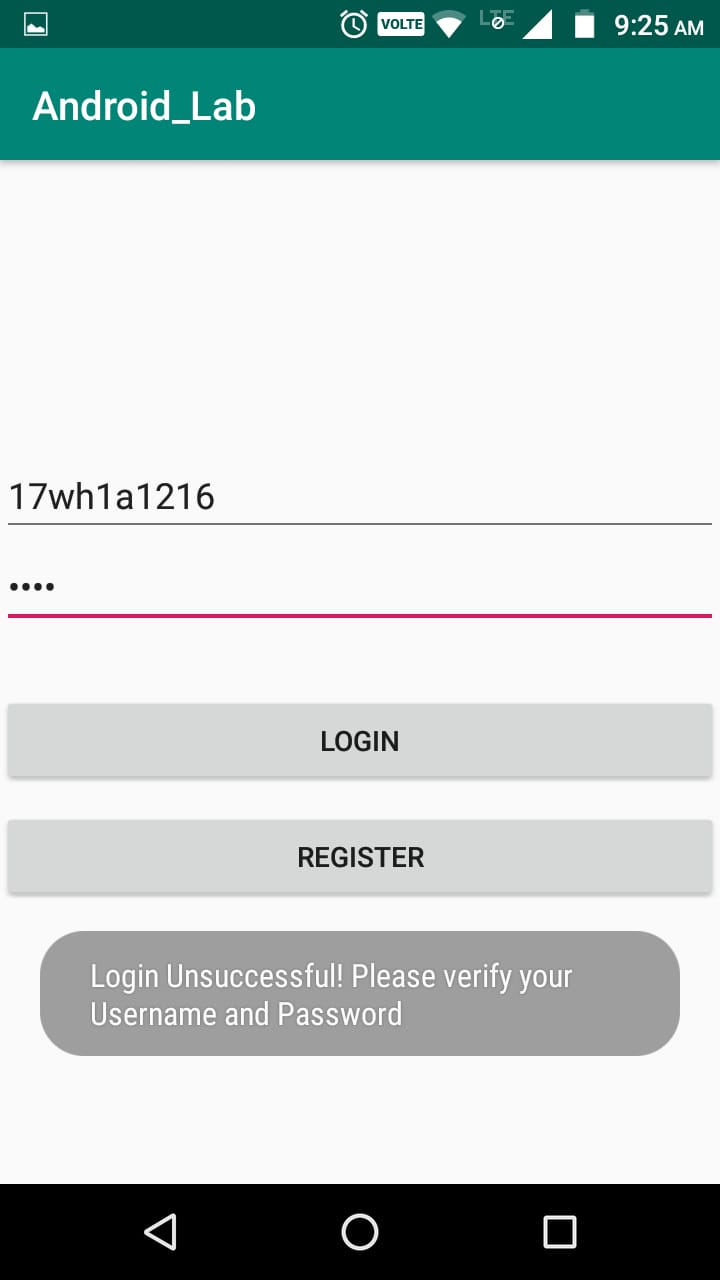 VOLTE LTE 9:25 AM
Android_Lab
17wh1a1216
••••
LOGIN
REGISTER
Login Unsuccessful! Please verify your
Username and Password